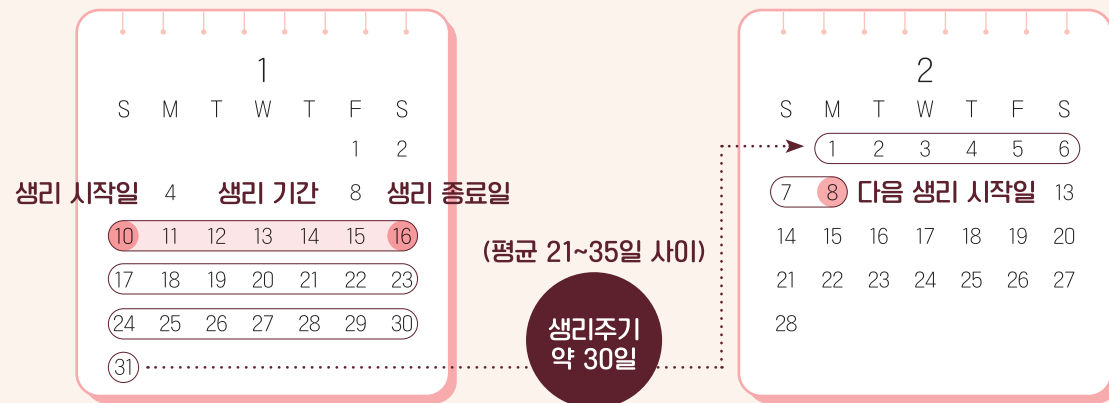 1
S M T W T F S
1 2
생리 시작일 4 생리 기간 8 생리 종료일
10 11 12 13 14 15 16
17 18 19 20 21 22 23
24 25 26 27 28 29 30
31
(평균 21~35일 사이)
생리주기
약 30일
2
S M T W T F S
1 2 3 4 5 6
7 8 다음 생리 시작일 13
14 15 16 17 18 19 20
21 22 23 24 25 26 27
28